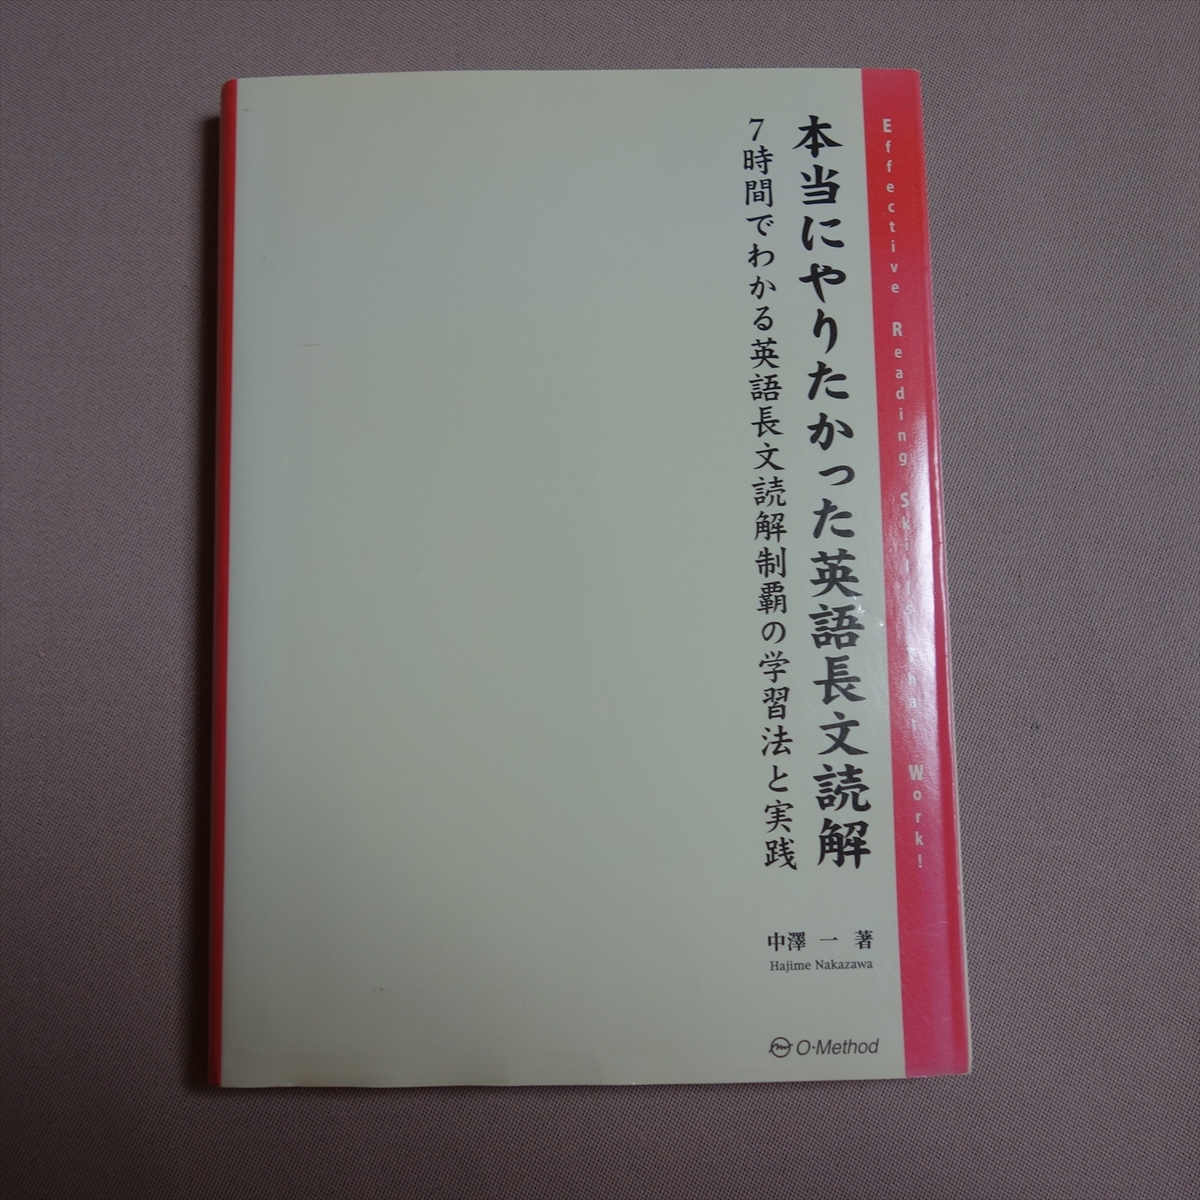 Effective Reading Skills That Work!
本当にやりたかった英語長文読解
7時間でわかる英語長文読解制覇の学習法と実践
中澤 一 著
Hajime Nakazawa
O・Method